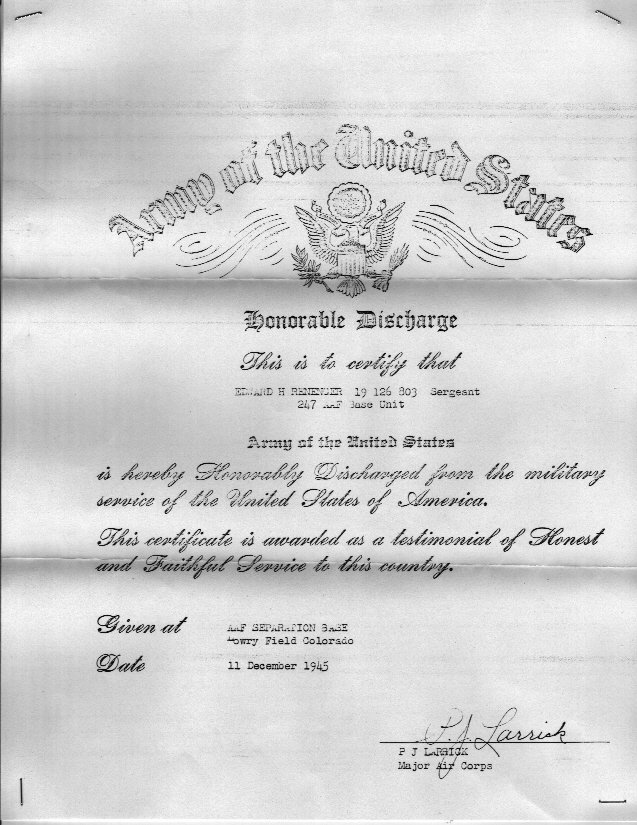 Army of the United States
Honorable Discharge
This is to certify that
EDWARD H 19 126 803 Sergeant
247 AAF Base Unit
Army of the United States
is hereby Honorably Discharged from the military
service of the United States of America.
This certificate is awarded as a testimonial of Honest
and Faithful Service to this country.
Given at AAF SEPARATION BASE
Lowry Field Colorado
Date 11 December 1945
P. J. Larrick
P J LARRICK
Major Air Corps